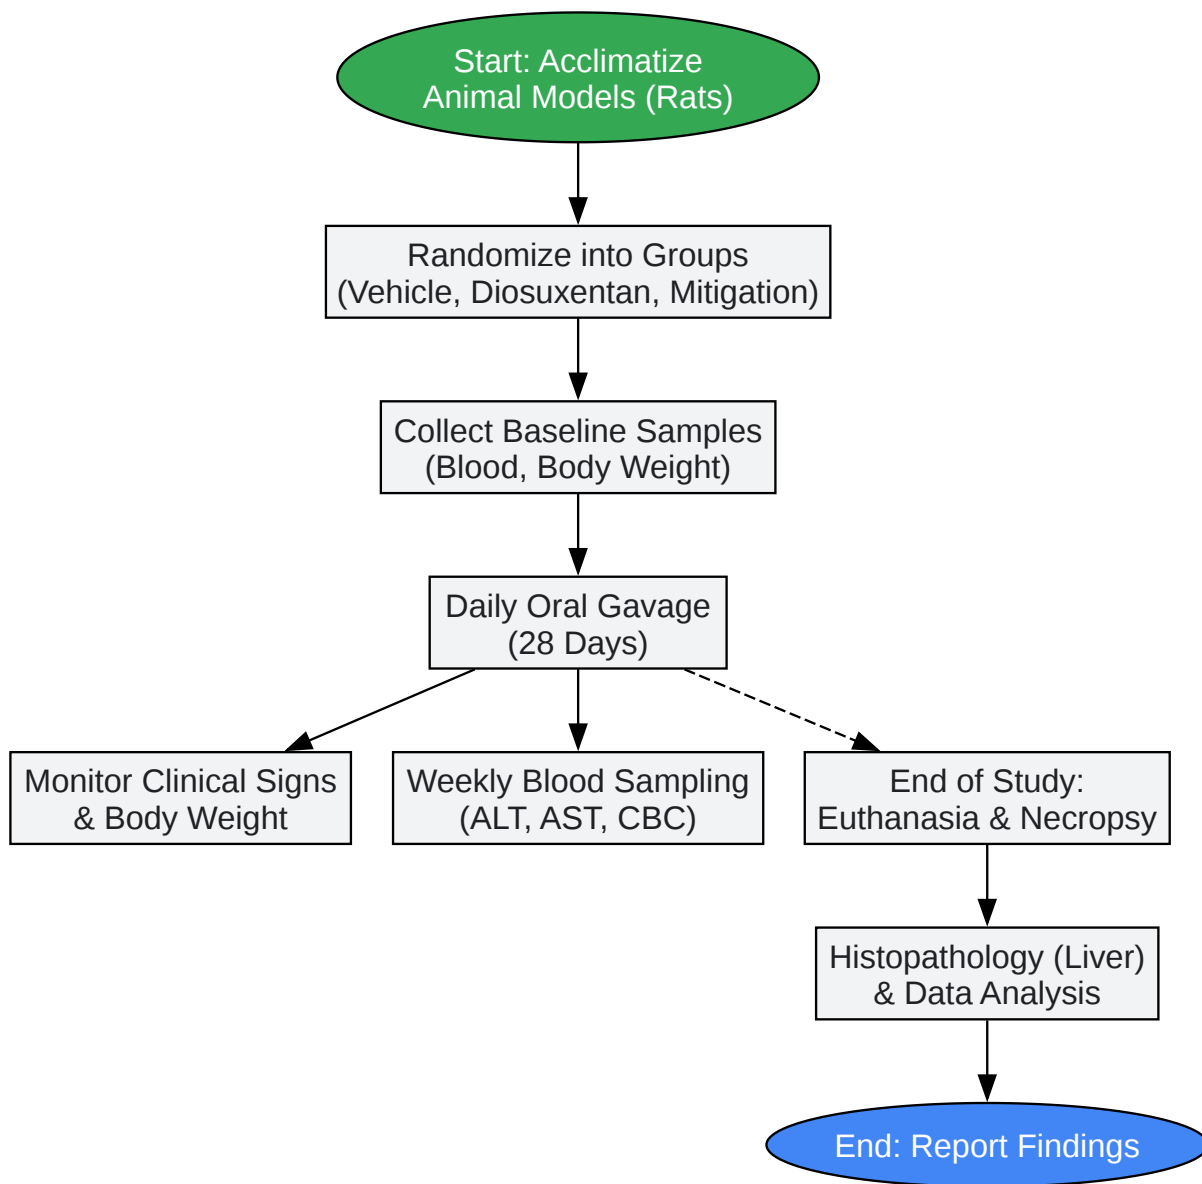 Start: Acclimatize
Animal Models (Rats)
Randomize into Groups
(Vehicle, Diosuxentan, Mitigation)
Collect Baseline Samples
(Blood, Body Weight)
Daily Oral Gavage
(28 Days)
Monitor Clinical Signs
& Body Weight
Weekly Blood Sampling
(ALT, AST, CBC)
End of Study:
Euthanasia & Necropsy
Histopathology (Liver)
& Data Analysis
End: Report Findings